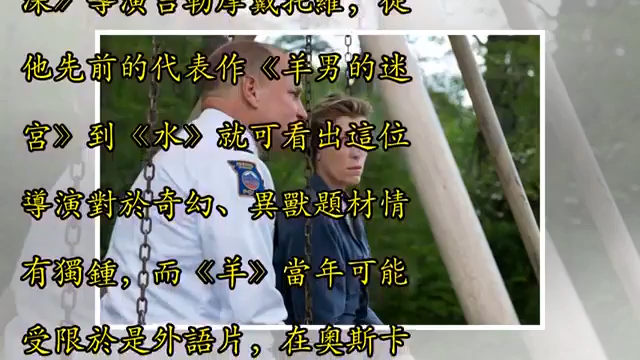 深》導演吉勒摩戴托羅，從
他先前的代表作《羊男的迷
宮》到《水》就可看出這位
導演對於奇幻、異獸題材情
有獨鍾，而《羊》當年可能
受限於是外語片，在奧斯卡